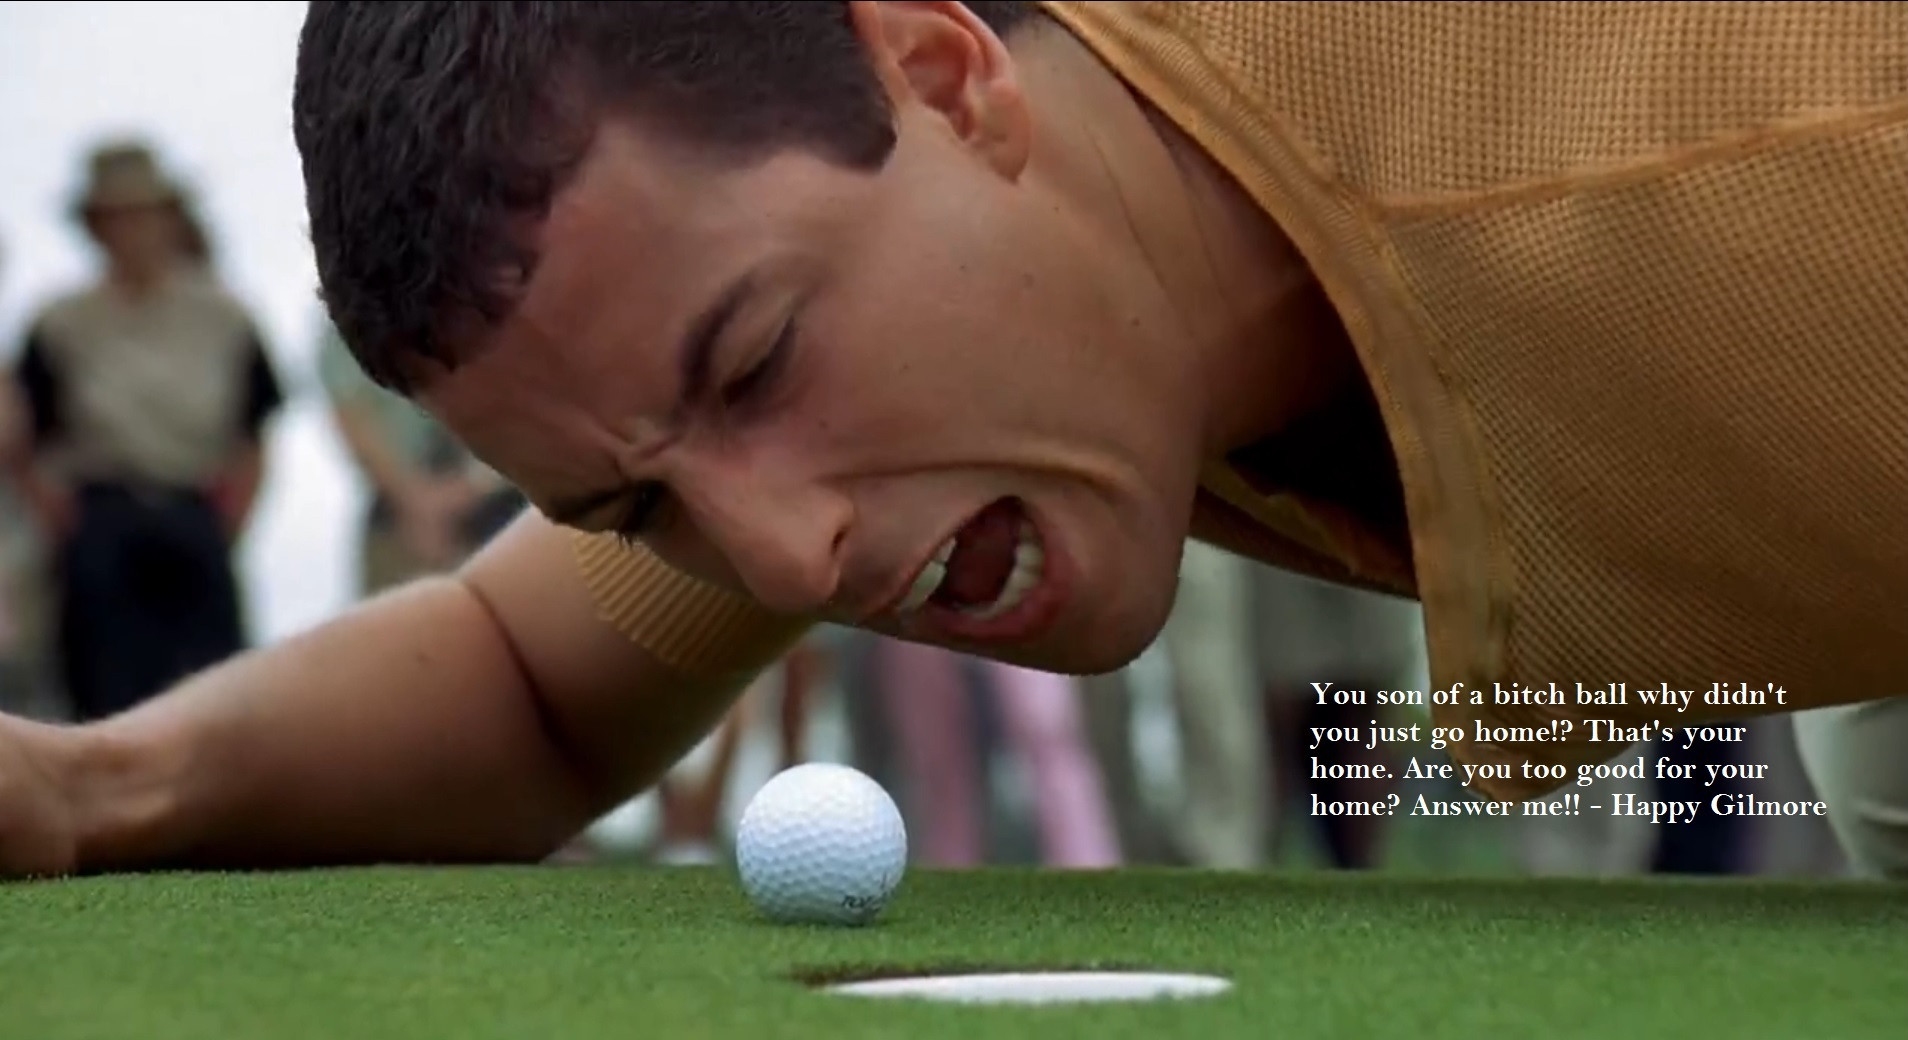 You son of a bitch ball why didn't
you just go home!? That's your
home. Are you too good for your
home? Answer me!! - Happy Gilmore